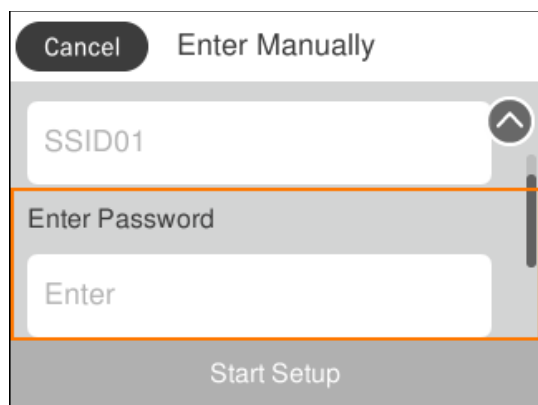 Cancel Enter Manually
SSID01
Enter Password
Enter
Start Setup